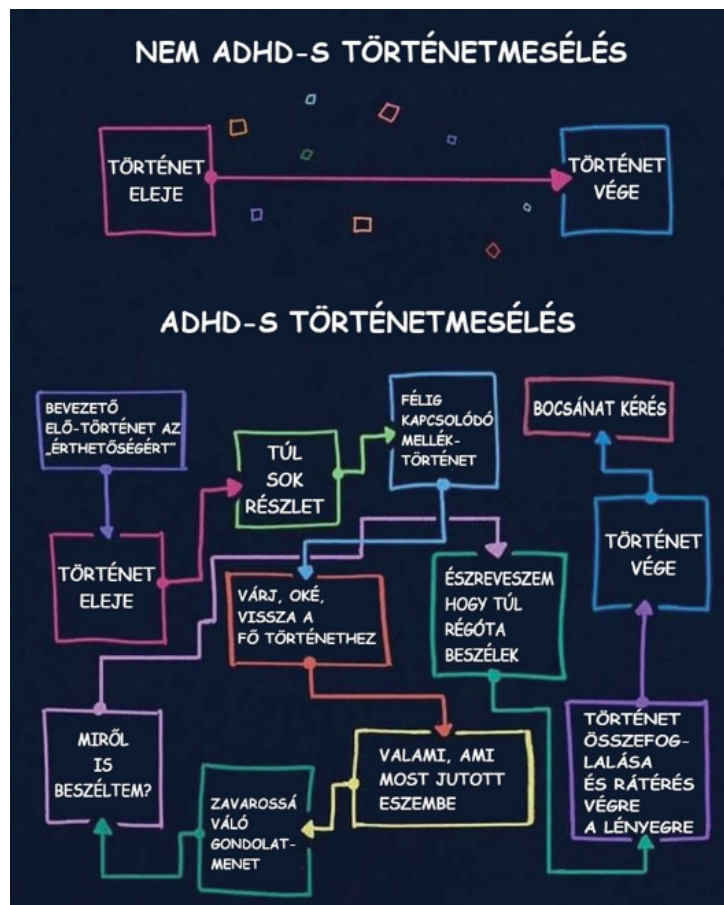 NEM ADHD-S TÖRTÉNETMESÉLÉS
TÖRTÉNET
ELEJE
TÖRTÉNET
VÉGE
ADHD-S TÖRTÉNETMESÉLÉS
BEVEZETŐ
ELŐ-TÖRTÉNET AZ
„ÉRTHETŐSÉGÉRT”
TÖRTÉNET
ELEJE
TÚL
SOK
RÉSZLET
FÉLIG
KAPCSOLÓDÓ
MELLÉK-
TÖRTÉNET
VÁRJ, OKÉ,
VISSZA A
FŐ TÖRTÉNETHEZ
VALAMI, AMI
MOST JUTOTT
ESZEMBE
ZAVAROSSÁ
VÁLÓ
GONDOLAT-
MENET
MIRŐL
IS
BESZÉLTEM?
ÉSZREVESZEM
HOGY TÚL
RÉGÓTA
BESZÉLEK
TÖRTÉNET
ÖSSZEFOG-
LALÁSA
ÉS RÁTÉRÉS
VÉGRE
A LÉNYEGRE
TÖRTÉNET
VÉGE
BOCSÁNAT KÉRÉS